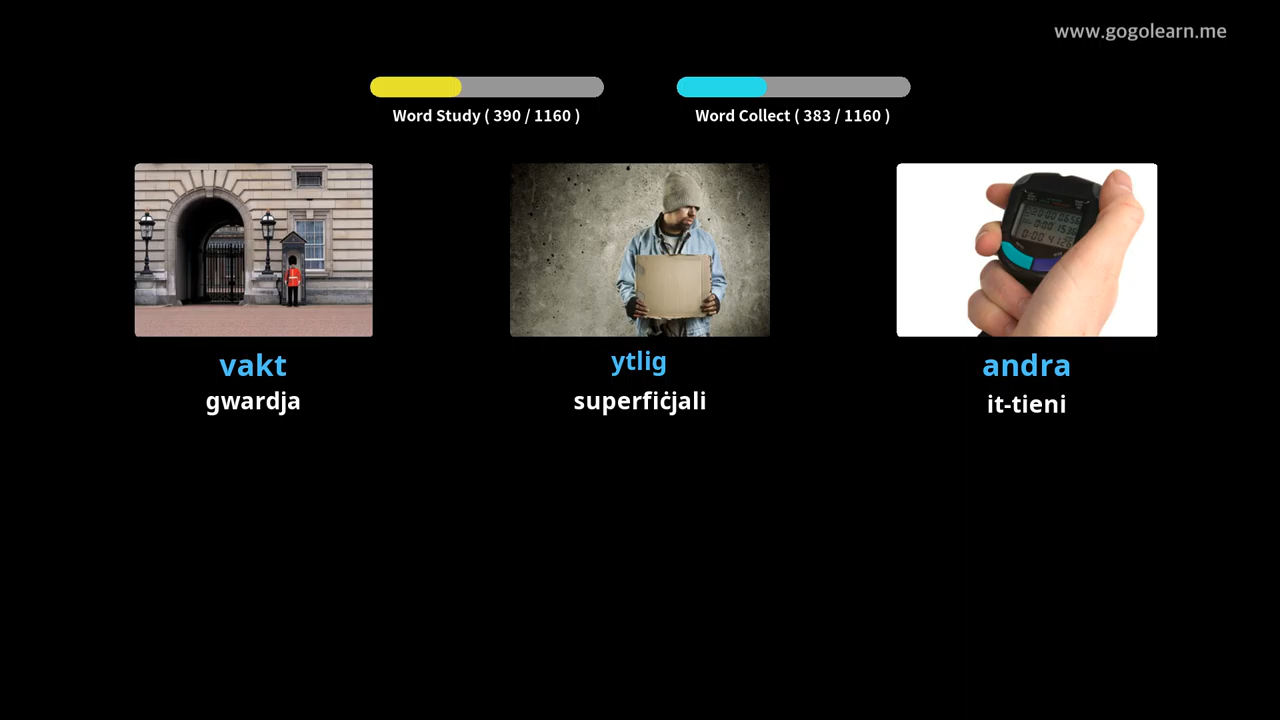 www.gogolearn.me
Word Study ( 390 / 1160 )
Word Collect ( 383 / 1160 )
vakt
gwardja
ytlig
superfiċjali
andra
it-tieni